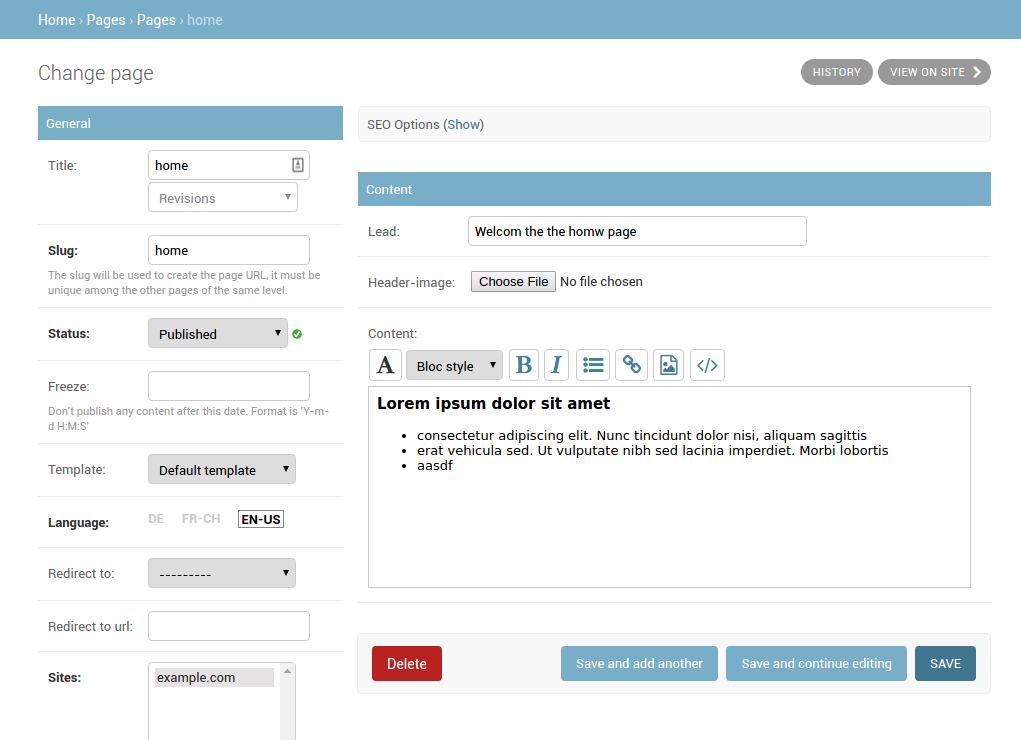 Home › Pages › Pages › home
Change page
HISTORY
VIEW ON SITE
General
Title:
home
Revisions
Slug:
home
The slug will be used to create the page URL, it must be
unique among the other pages of the same level.
Status:
Published
Freeze:
Don't publish any content after this date. Format is 'Y-m-
d H:M:S'
Template:
Default template
Language:
DE FR-CH EN-US
Redirect to:
---------
Redirect to url:
Sites:
example.com
SEO Options (Show)
Content
Lead:
Welcom the the homw page
Header-image:
Choose File No file chosen
Content:
A Bloc style B I </>
Lorem ipsum dolor sit amet
• consectetur adipiscing elit. Nunc tincidunt dolor nisi, aliquam sagittis
• erat vehicula sed. Ut vulputate nibh sed lacinia imperdiet. Morbi lobortis
• aasdf
Delete
Save and add another
Save and continue editing
SAVE